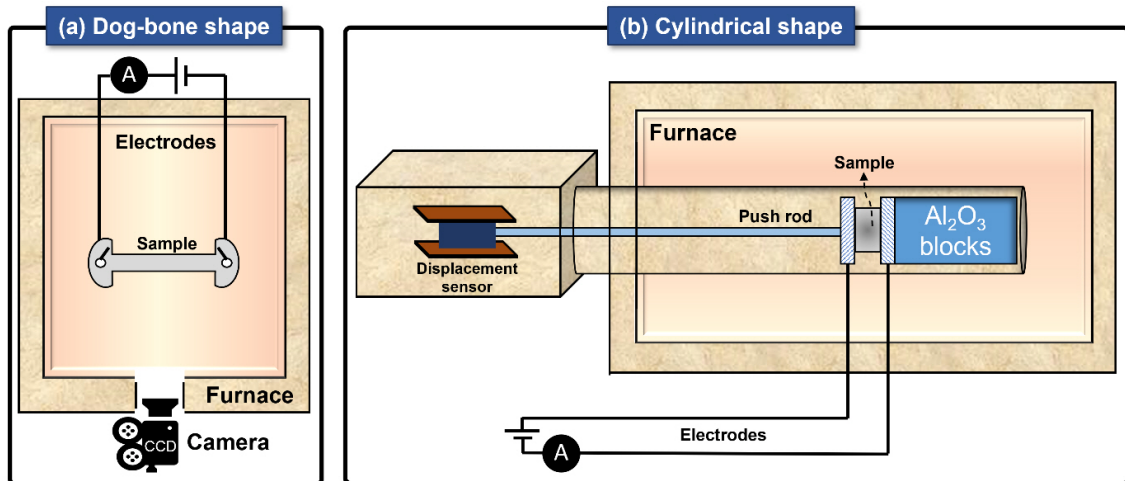 (a) Dog-bone shape
A
Electrodes
Sample
Furnace
CCD
Camera
(b) Cylindrical shape
Furnace
Sample
Push rod
Al₂O₃
blocks
Displacement
sensor
Electrodes
A